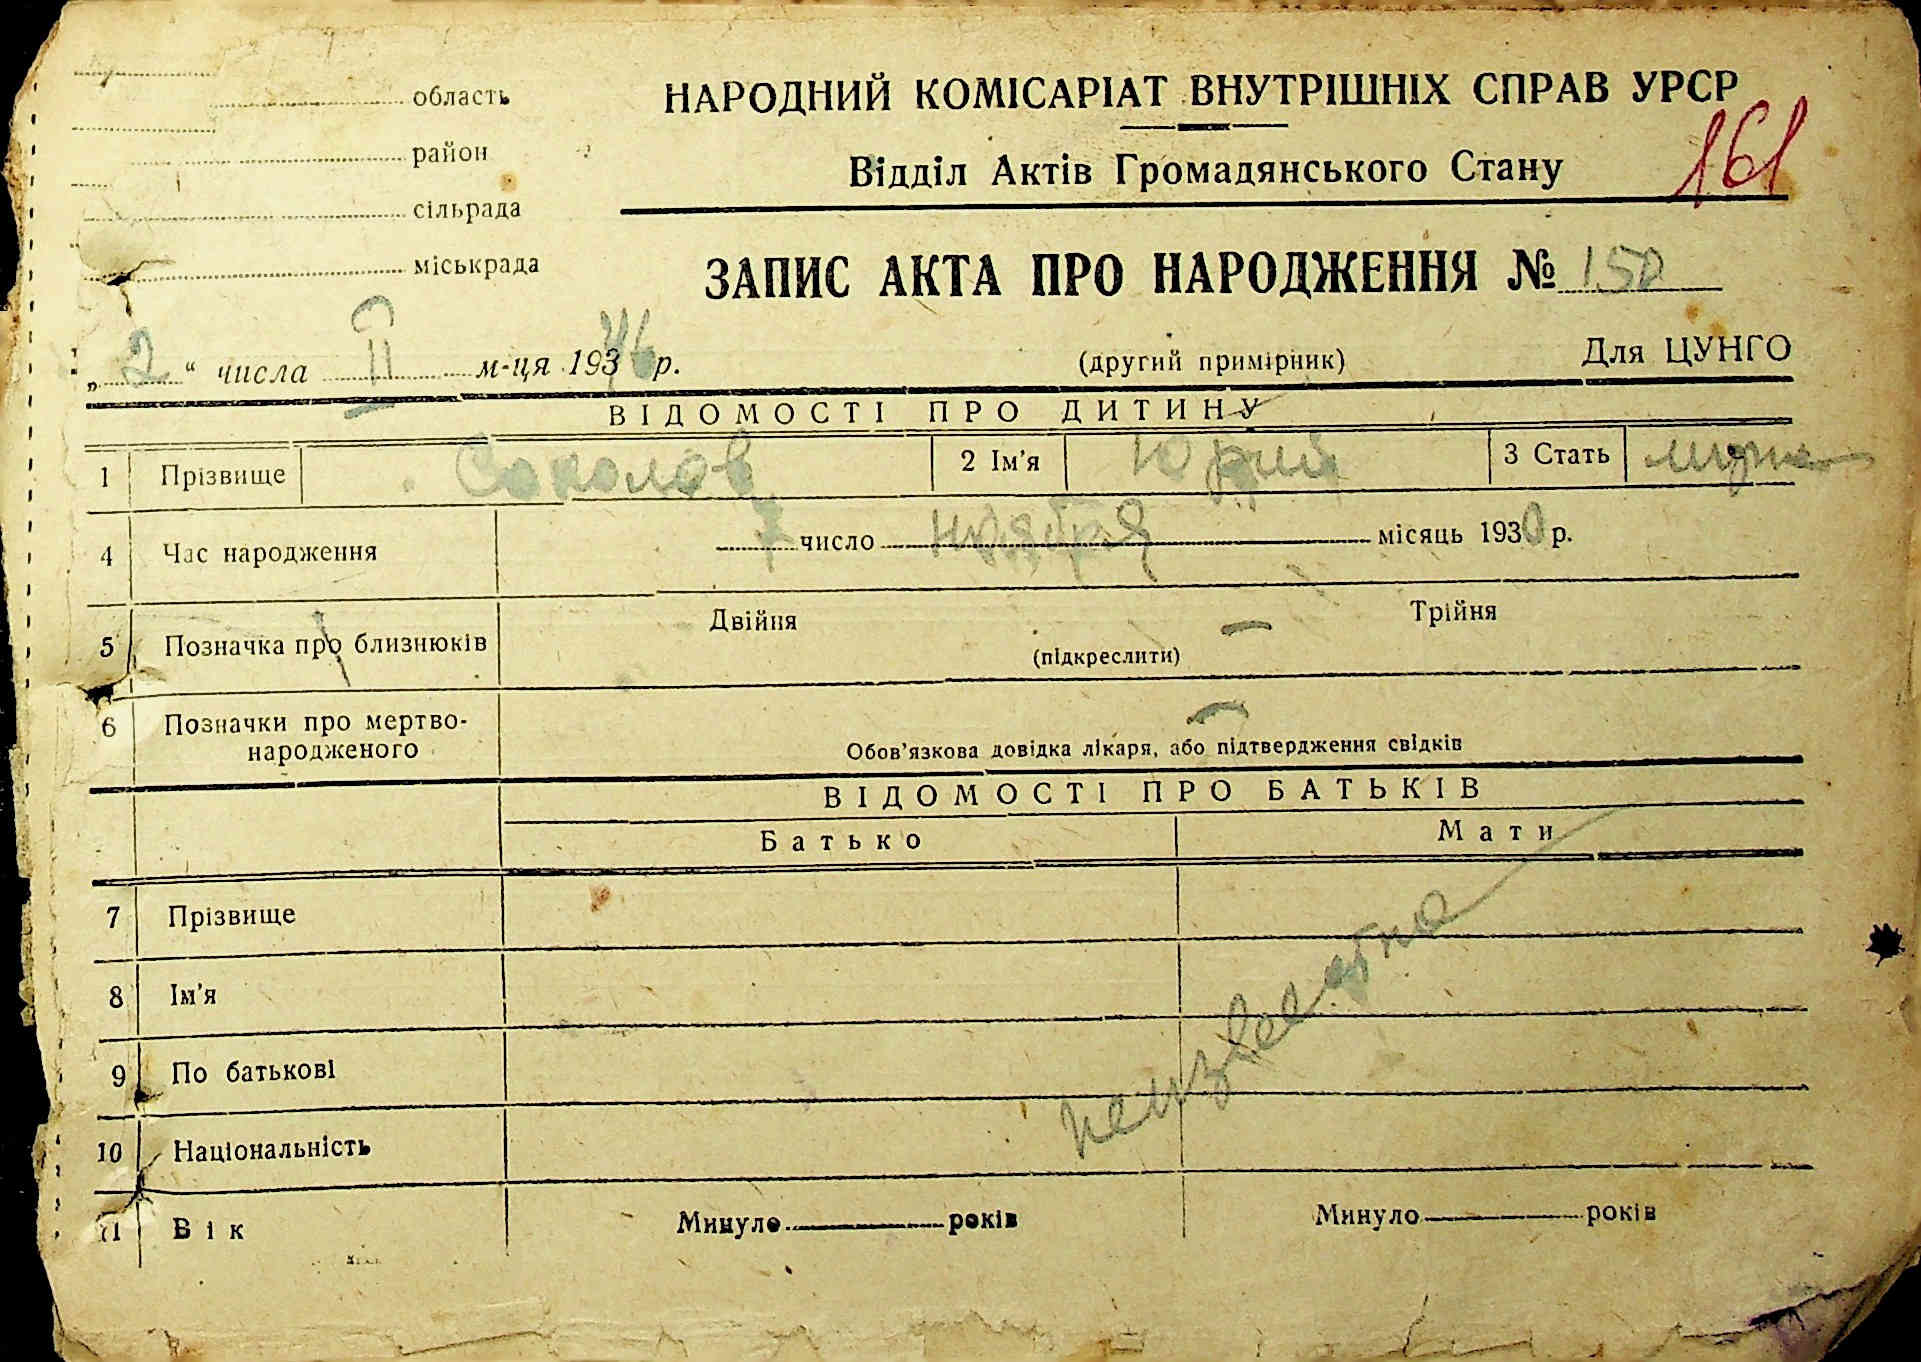 область
район
сільрада
міськрада
НАРОДНИЙ КОМІСАРІАТ ВНУТРІШНІХ СПРАВ УРСР
161
Відділ Актів Громадянського Стану
ЗАПИС АКТА ПРО НАРОДЖЕННЯ № 150
„2“ числа II м-ця 1946 р.
(другий примірник)
Для ЦУНГО
ВІДОМОСТІ ПРО ДИТИНУ
1 Прізвище Соколов 2 Ім'я Юрий 3 Стать муж
4 Час народження 7 число ноября місяць 1930 р.
5 Позначка про близнюків Двійня — Трійня
(підкреслити)
6 Позначки про мертво-
народженого —
Обов'язкова довідка лікаря, або підтвердження свідків
ВІДОМОСТІ ПРО БАТЬКІВ
Батько Мати
7 Прізвище
8 Ім'я
9 По батькові
неизвестна
10 Національність
11 Вік Минуло року Минуло років